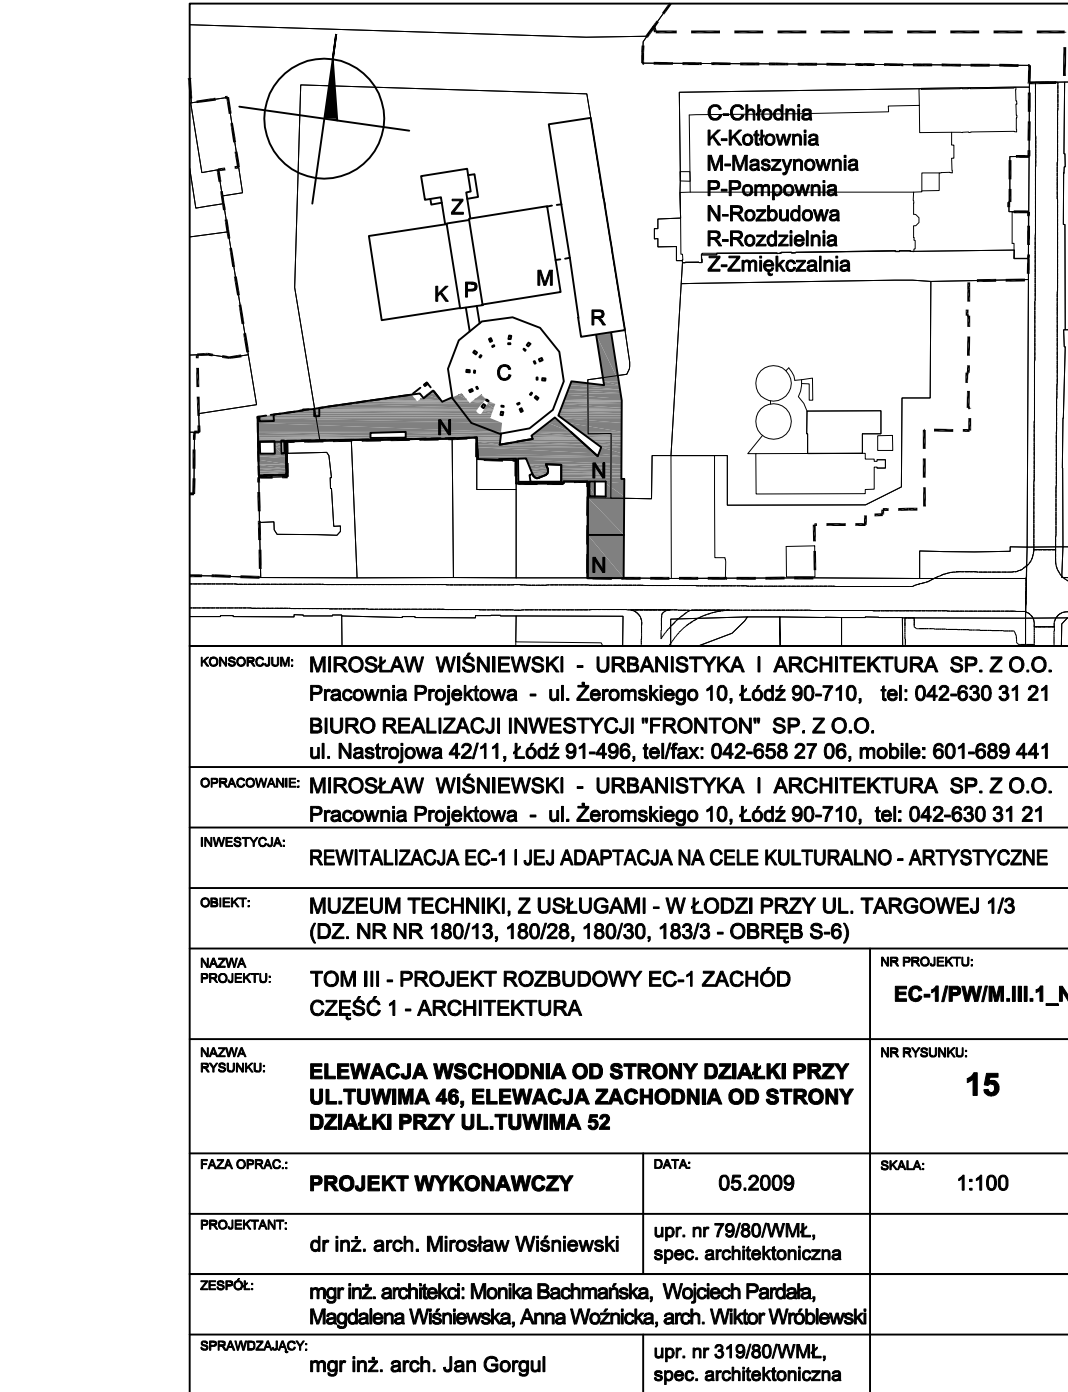 C-Chłodnia
K-Kotłownia
M-Maszynownia
P-Pompownia
N-Rozbudowa
R-Rozdzielnia
Z-Zmiękczalnia
Z
K P
M
R
C
N
N
N
KONSORCJUM: MIROSŁAW WIŚNIEWSKI - URBANISTYKA I ARCHITEKTURA SP. Z O.O.
Pracownia Projektowa - ul. Żeromskiego 10, Łódź 90-710, tel: 042-630 31 21
BIURO REALIZACJI INWESTYCJI "FRONTON" SP. Z O.O.
ul. Nastrojowa 42/11, Łódź 91-496, tel/fax: 042-658 27 06, mobile: 601-689 441
OPRACOWANIE: MIROSŁAW WIŚNIEWSKI - URBANISTYKA I ARCHITEKTURA SP. Z O.O.
Pracownia Projektowa - ul. Żeromskiego 10, Łódź 90-710, tel: 042-630 31 21
INWESTYCJA:
REWITALIZACJA EC-1 I JEJ ADAPTACJA NA CELE KULTURALNO - ARTYSTYCZNE
OBIEKT: MUZEUM TECHNIKI, Z USŁUGAMI - W ŁODZI PRZY UL. TARGOWEJ 1/3
(DZ. NR NR 180/13, 180/28, 180/30, 183/3 - OBRĘB S-6)
NAZWA
PROJEKTU: TOM III - PROJEKT ROZBUDOWY EC-1 ZACHÓD
CZĘŚĆ 1 - ARCHITEKTURA
NR PROJEKTU:
EC-1/PW/M.III.1_N
NAZWA
RYSUNKU: ELEWACJA WSCHODNIA OD STRONY DZIAŁKI PRZY
UL.TUWIMA 46, ELEWACJA ZACHODNIA OD STRONY
DZIAŁKI PRZY UL.TUWIMA 52
NR RYSUNKU:
15
FAZA OPRAC.:
PROJEKT WYKONAWCZY
DATA:
05.2009
SKALA:
1:100
PROJEKTANT:
dr inż. arch. Mirosław Wiśniewski
upr. nr 79/80/WMŁ,
spec. architektoniczna
ZESPÓŁ: mgr inż. architekci: Monika Bachmańska, Wojciech Pardała,
Magdalena Wiśniewska, Anna Woźnicka, arch. Wiktor Wróblewski
SPRAWDZAJĄCY:
mgr inż. arch. Jan Gorgul
upr. nr 319/80/WMŁ,
spec. architektoniczna